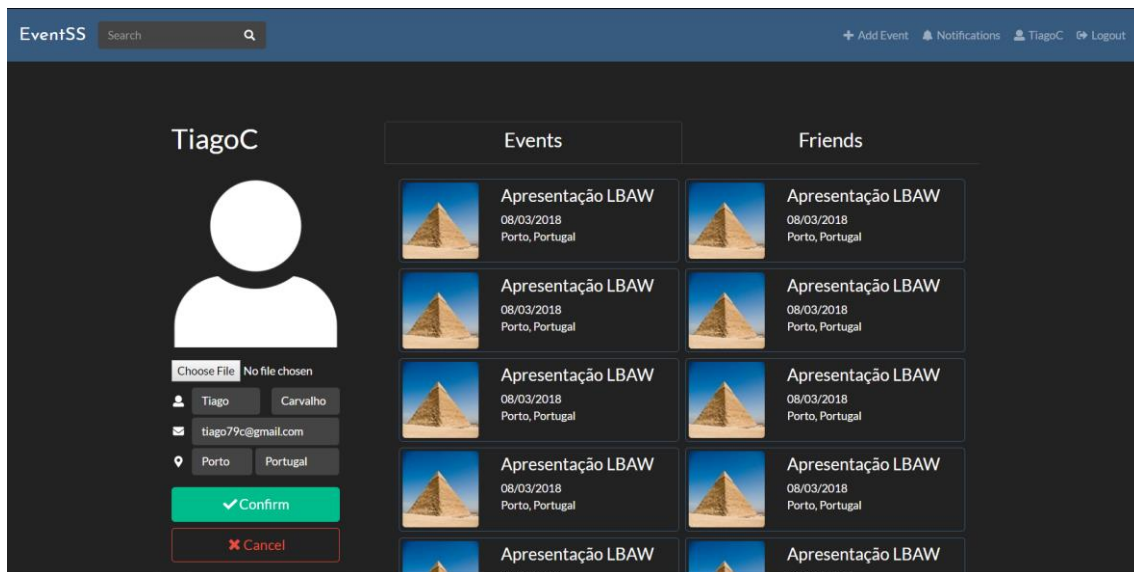 EventSS Search Add Event Notifications TiagoC Logout
TiagoC
Events Friends
Apresentação LBAW
08/03/2018
Porto, Portugal
Apresentação LBAW
08/03/2018
Porto, Portugal
Apresentação LBAW
08/03/2018
Porto, Portugal
Apresentação LBAW
08/03/2018
Porto, Portugal
Apresentação LBAW
08/03/2018
Porto, Portugal
Apresentação LBAW
08/03/2018
Porto, Portugal
Apresentação LBAW
08/03/2018
Porto, Portugal
Apresentação LBAW
08/03/2018
Porto, Portugal
Apresentação LBAW
Apresentação LBAW
Choose File No file chosen
Tiago Carvalho
tiago79c@gmail.com
Porto Portugal
Confirm
Cancel